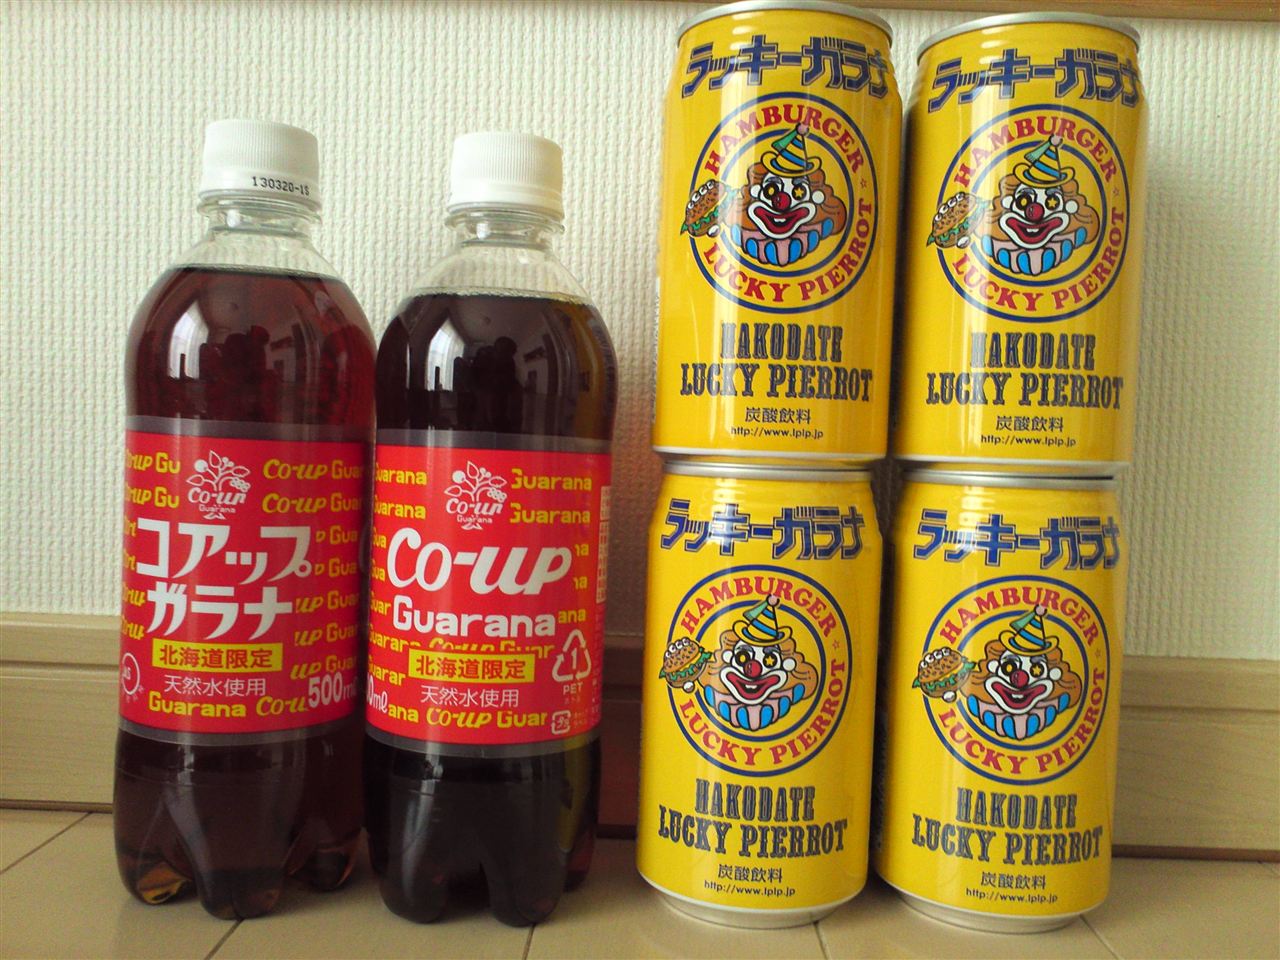 130320-1S
Co-up
Guarana
コアップ
ガラナ
北海道限定
天然水使用
500ml
Guarana
Co-up
Guarana
Co-up
Guarana
北海道限定
天然水使用
Co-up Guar
1
PET
ラッキーガラナ
HAMBURGER
LUCKY PIERROT
HAKODATE
LUCKY PIERROT
炭酸飲料
http://www.lplp.jp
ラッキーガラナ
HAMBURGER
LUCKY PIERROT
HAKODATE
LUCKY PIERROT
炭酸飲料
http://www.lplp.jp
ラッキーガラナ
HAMBURGER
LUCKY PIERROT
HAKODATE
LUCKY PIERROT
炭酸飲料
http://www.lplp.jp
ラッキーガラナ
HAMBURGER
LUCKY PIERROT
HAKODATE
LUCKY PIERROT
炭酸飲料
http://www.lplp.jp